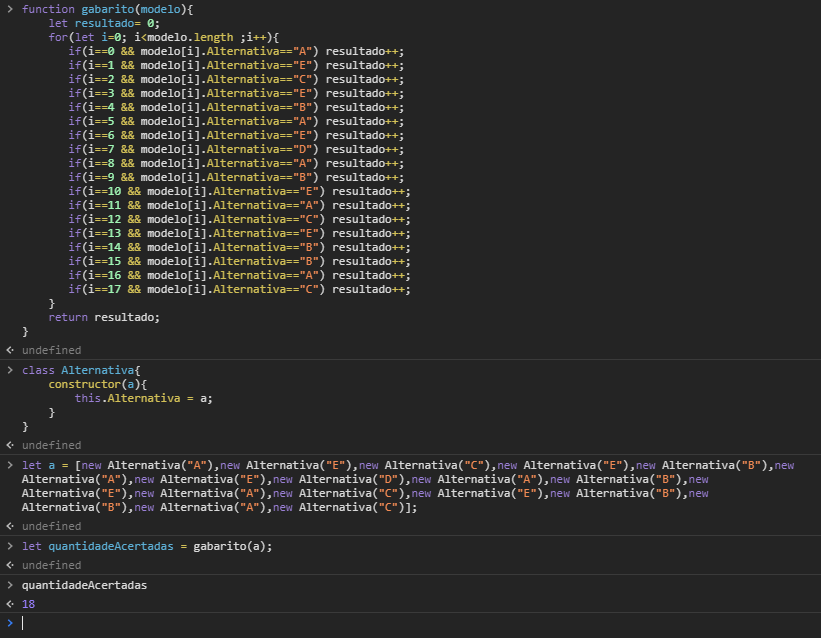 function gabarito(modelo){
let resultado= 0;
for(let i=0; i<modelo.length ;i++){
if(i==0 && modelo[i].Alternativa=="A") resultado++;
if(i==1 && modelo[i].Alternativa=="E") resultado++;
if(i==2 && modelo[i].Alternativa=="C") resultado++;
if(i==3 && modelo[i].Alternativa=="E") resultado++;
if(i==4 && modelo[i].Alternativa=="B") resultado++;
if(i==5 && modelo[i].Alternativa=="A") resultado++;
if(i==6 && modelo[i].Alternativa=="E") resultado++;
if(i==7 && modelo[i].Alternativa=="D") resultado++;
if(i==8 && modelo[i].Alternativa=="A") resultado++;
if(i==9 && modelo[i].Alternativa=="B") resultado++;
if(i==10 && modelo[i].Alternativa=="E") resultado++;
if(i==11 && modelo[i].Alternativa=="A") resultado++;
if(i==12 && modelo[i].Alternativa=="C") resultado++;
if(i==13 && modelo[i].Alternativa=="E") resultado++;
if(i==14 && modelo[i].Alternativa=="B") resultado++;
if(i==15 && modelo[i].Alternativa=="B") resultado++;
if(i==16 && modelo[i].Alternativa=="A") resultado++;
if(i==17 && modelo[i].Alternativa=="C") resultado++;
}
return resultado;
}
undefined
class Alternativa{
constructor(a){
this.Alternativa = a;
}
}
undefined
let a = [new Alternativa("A"),new Alternativa("E"),new Alternativa("C"),new Alternativa("E"),new Alternativa("B"),new
Alternativa("A"),new Alternativa("E"),new Alternativa("D"),new Alternativa("A"),new Alternativa("B"),new
Alternativa("E"),new Alternativa("A"),new Alternativa("C"),new Alternativa("E"),new Alternativa("B"),new
Alternativa("B"),new Alternativa("A"),new Alternativa("C")];
undefined
let quantidadeAcertadas = gabarito(a);
undefined
quantidadeAcertadas
18